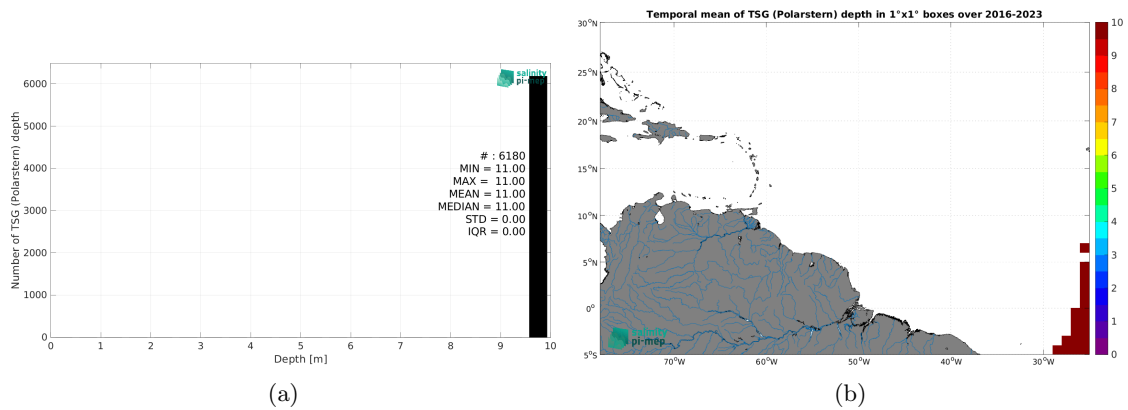 Temporal mean of TSG (Polarstern) depth in 1°x1° boxes over 2016-2023
Number of TSG (Polarstern) depth
6000
5000
4000
3000
2000
1000
0
salinity
pi-mep
# : 6180
MIN = 11.00
MAX = 11.00
MEAN = 11.00
MEDIAN = 11.00
STD = 0.00
IQR = 0.00
0 1 2 3 4 5 6 7 8 9 10
Depth [m]
(a)
30°N
25°N
20°N
15°N
10°N
5°N
0°
5°S
salinity
pi-mep
70°W 60°W 50°W 40°W 30°W
10
9
8
7
6
5
4
3
2
1
0
(b)